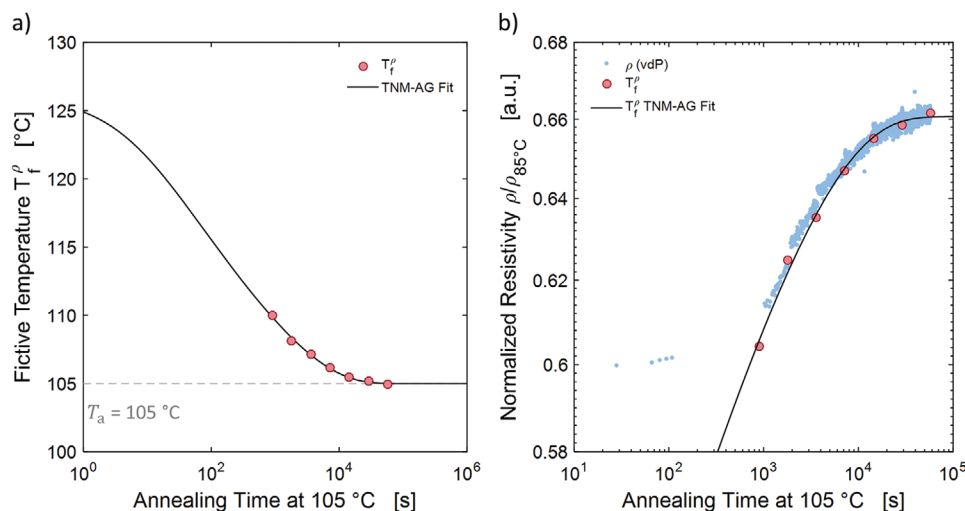 a)
130
125
120
115
110
105
100
Fictive Temperature T_f^ρ [°C]
T_f^ρ
TNM-AG Fit
T_a = 105 °C
10^0
10^2
10^4
10^6
Annealing Time at 105 °C [s]
b)
0.68
0.66
0.64
0.62
0.6
0.58
Normalized Resistivity ρ/ρ_85°C [a.u.]
ρ (vdP)
T_f^ρ
T_f^ρ TNM-AG Fit
10^1
10^2
10^3
10^4
10^5
Annealing Time at 105 °C [s]